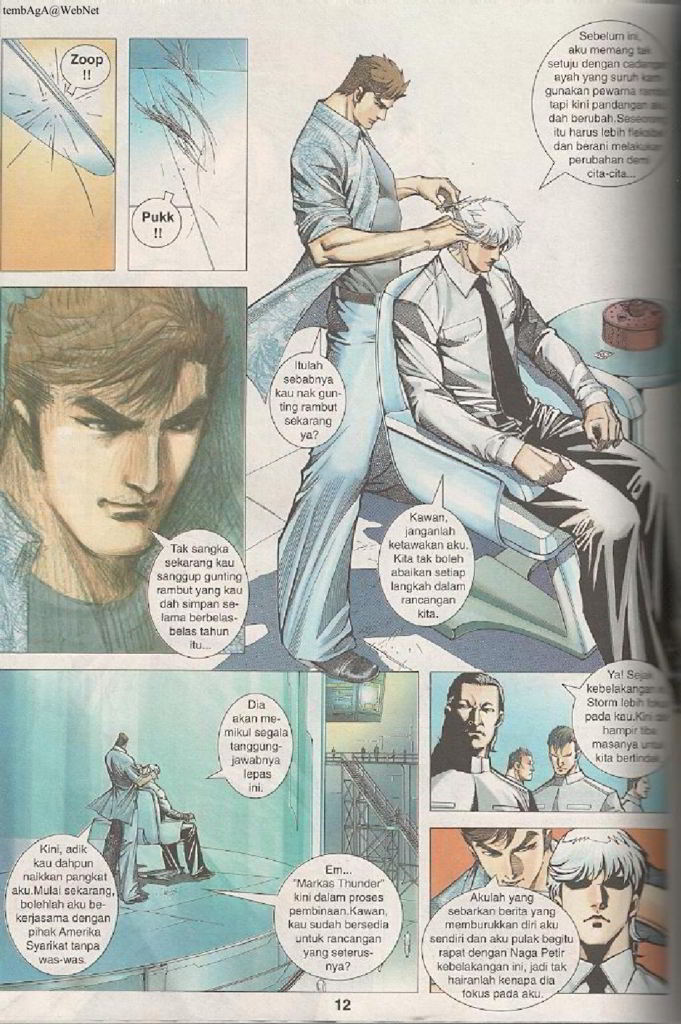 tembAgA@WebNet
Zoop
!!
Pukk
!!
Sebelum ini,
aku memang tak
setuju dengan
ayah yang suruh
gunakan pewarna
tapi kini pandangan
dah berubah.
itu harus lebih
dan berani
perubahan demi
cita-cita...
Itulah
sebabnya
kau nak gun-
ting rambut
sekarang
ya?
Kawan,
janganlah
ketawakan aku.
Kita tak boleh
abaikan setiap
langkah dalam
rancangan
kita.
Tak sangka
sekarang kau
sanggup gunting
rambut yang kau
dah simpan se-
lama berbelas-
belas tahun
itu...
Dia
akan me-
mikul segala
tanggung-
jawabnya
lepas
ini.
Kini, adik
kau dahpun
naikkan pangkat
aku.Mulai sekarang,
bolehlah aku be-
kerjasama dengan
pihak Amerika
Syarikat tanpa
was-was.
Em...
"Markas Thunder"
kini dalam proses
pembinaan.Kawan,
kau sudah bersedia
untuk rancangan
yang seterus-
nya?
Ya! Sejak
kebelakangan
Storm lebih
pada kau.Kini
hampir tiba
masanya untuk
kita bertindak.
Akulah yang
sebarkan berita yang
memburukkan diri aku
sendiri dan aku pulak begitu
rapat dengan Naga Petir
kebelakangan ini, jadi tak
hairanlah kenapa dia
fokus pada aku.
12